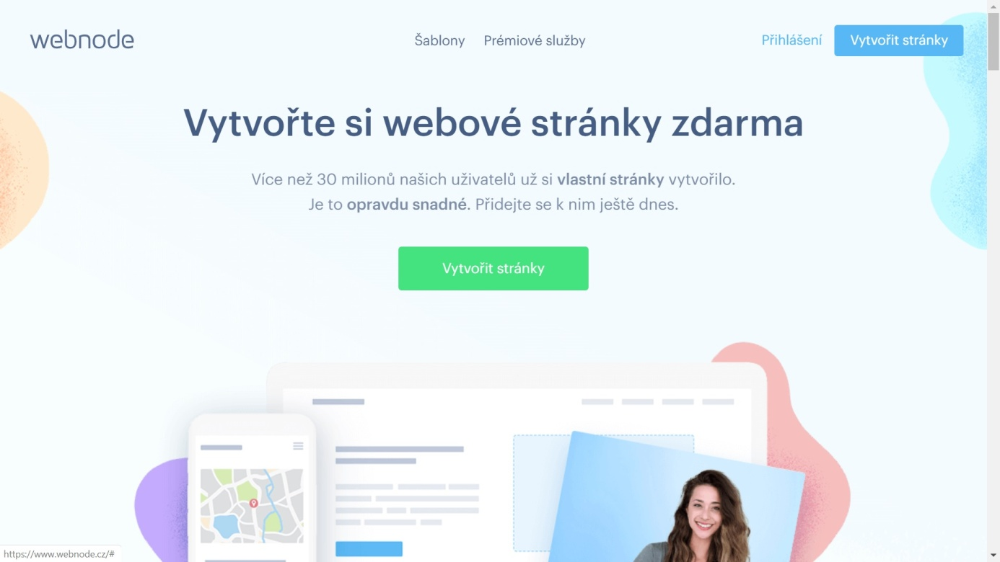 webnode
Šablony
Prémiové služby
Přihlášení
Vytvořit stránky
Vytvořte si webové stránky zdarma
Více než 30 milionů našich uživatelů už si vlastní stránky vytvořilo.
Je to opravdu snadné. Přidejte se k nim ještě dnes.
Vytvořit stránky
https://www.webnode.cz/#